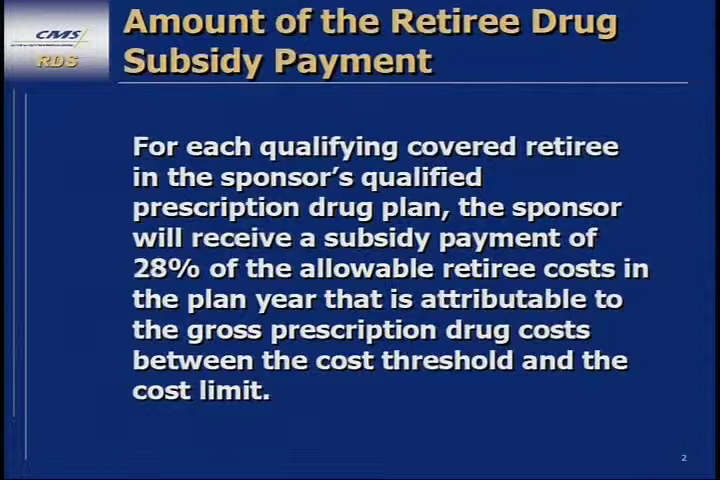 Amount of the Retiree Drug
Subsidy Payment
CMS
RDS
For each qualifying covered retiree
in the sponsor’s qualified
prescription drug plan, the sponsor
will receive a subsidy payment of
28% of the allowable retiree costs in
the plan year that is attributable to
the gross prescription drug costs
between the cost threshold and the
cost limit.
2